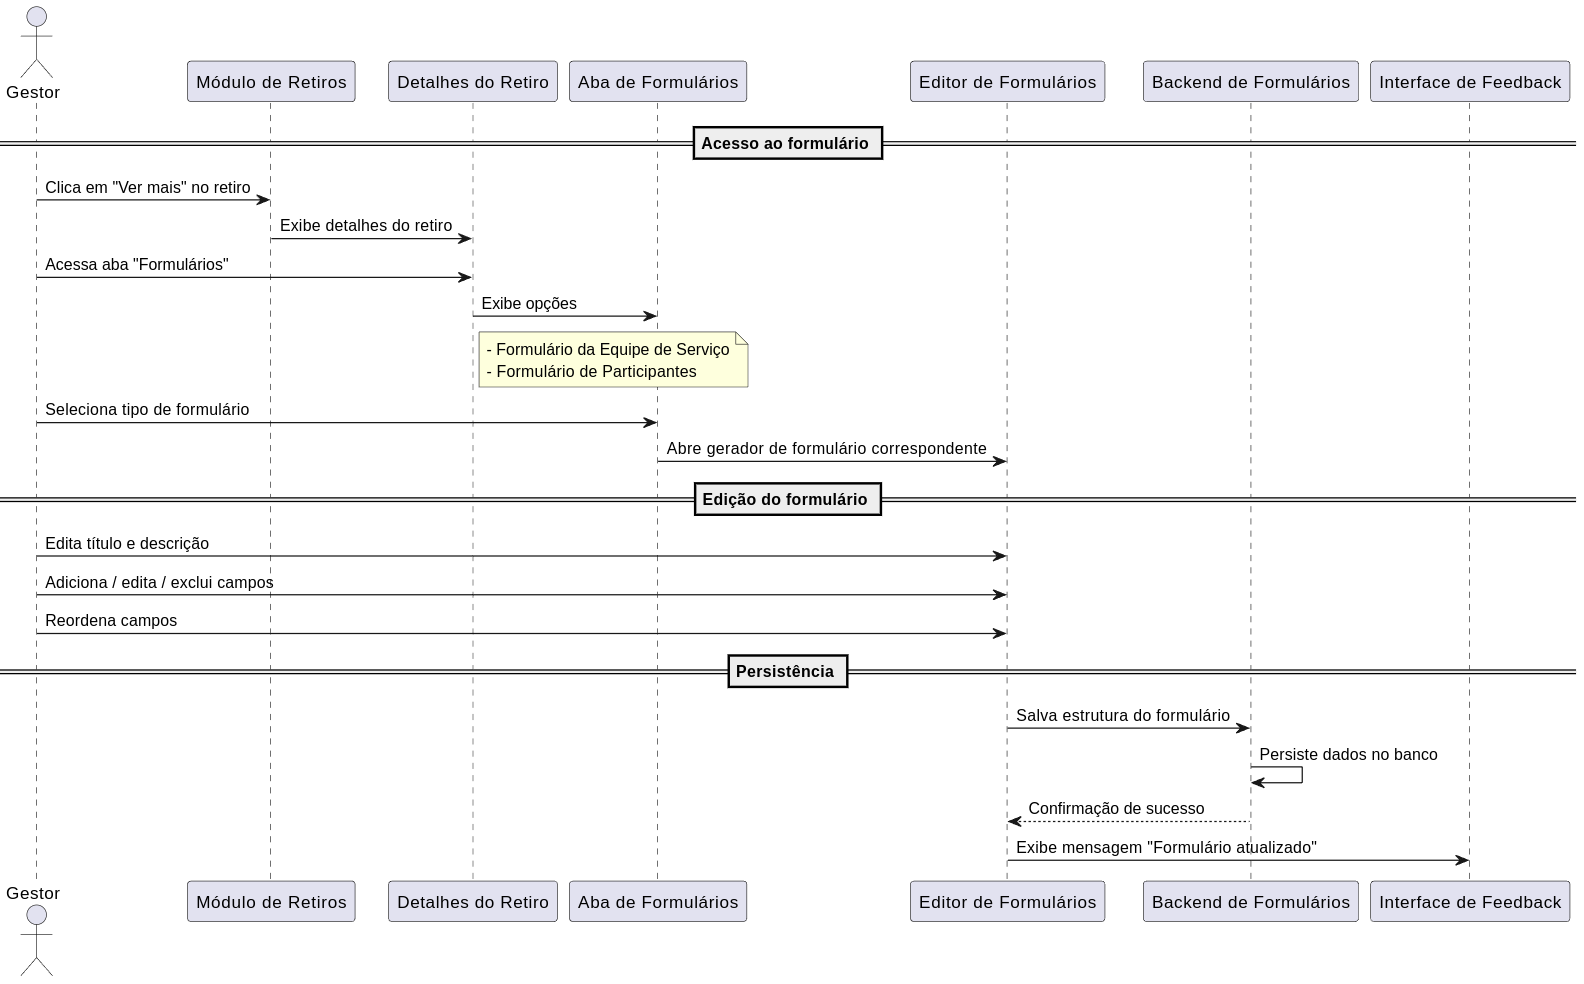 Gestor
Módulo de Retiros
Detalhes do Retiro
Aba de Formulários
Editor de Formulários
Backend de Formulários
Interface de Feedback
Acesso ao formulário
Clica em "Ver mais" no retiro
Exibe detalhes do retiro
Acessa aba "Formulários"
Exibe opções
- Formulário da Equipe de Serviço
- Formulário de Participantes
Seleciona tipo de formulário
Abre gerador de formulário correspondente
Edição do formulário
Edita título e descrição
Adiciona / edita / exclui campos
Reordena campos
Persistência
Salva estrutura do formulário
Persiste dados no banco
Confirmação de sucesso
Exibe mensagem "Formulário atualizado"
Gestor
Módulo de Retiros
Detalhes do Retiro
Aba de Formulários
Editor de Formulários
Backend de Formulários
Interface de Feedback